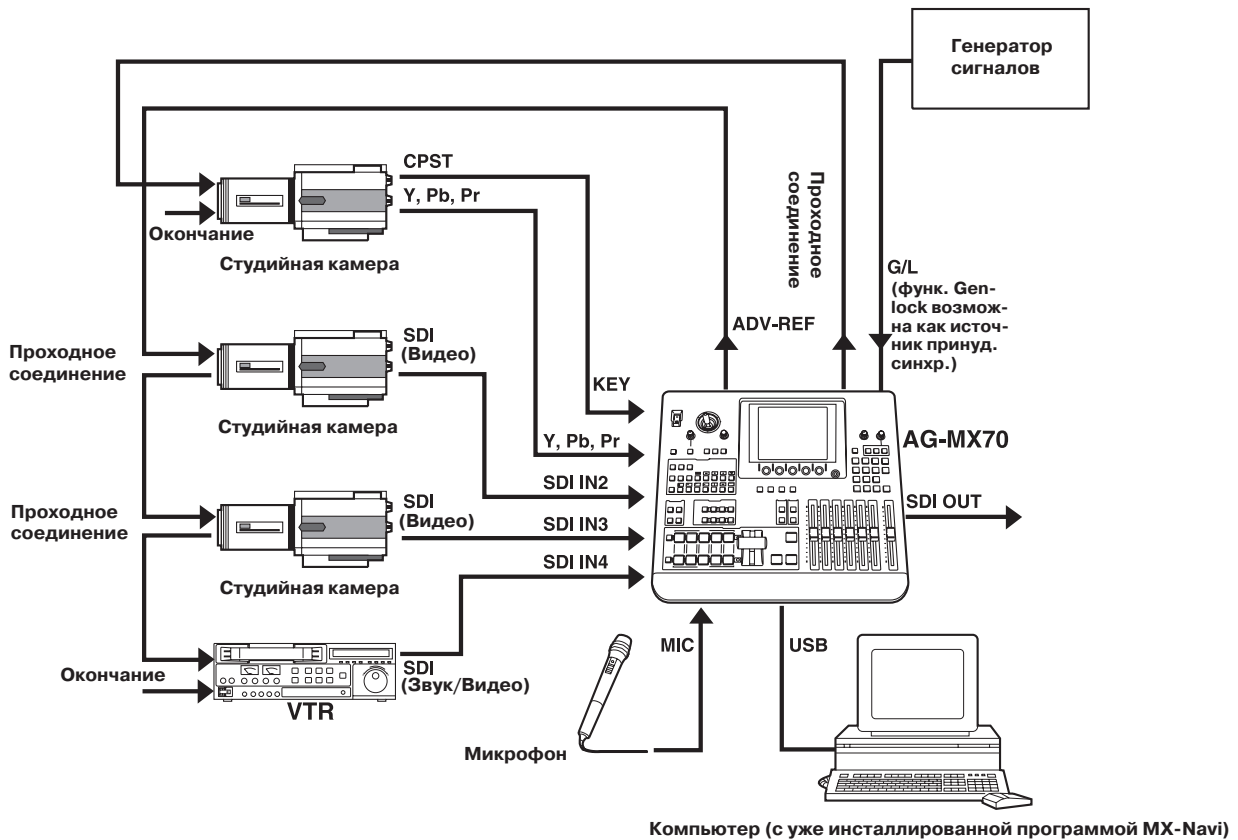 Генератор
сигналов
CPST
Y, Pb, Pr
Окончание
Студийная камера
Проходное
соединение
G/L
(функ. Gen-
lock возмож-
на как источ-
ник принуд.
синхр.)
ADV-REF
Проходное
соединение
SDI
(Видео)
Студийная камера
KEY
Y, Pb, Pr
AG-MX70
SDI IN2
SDI OUT
Проходное
соединение
SDI
(Видео)
SDI IN3
Студийная камера
SDI IN4
Окончание
SDI
(Звук/Видео)
VTR
MIC
USB
Микрофон
Компьютер (с уже инсталлированной программой MX-Navi)